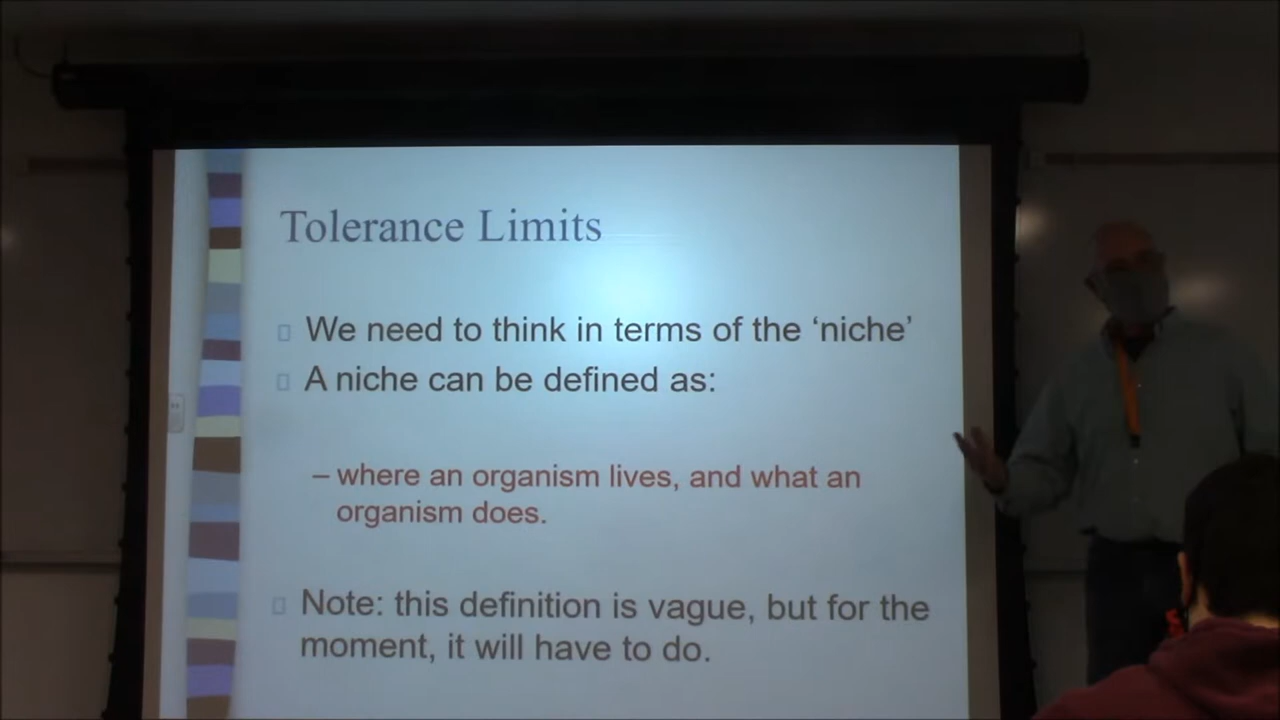 Tolerance Limits
We need to think in terms of the ‘niche’
A niche can be defined as:
– where an organism lives, and what an
organism does.
Note: this definition is vague, but for the
moment, it will have to do.